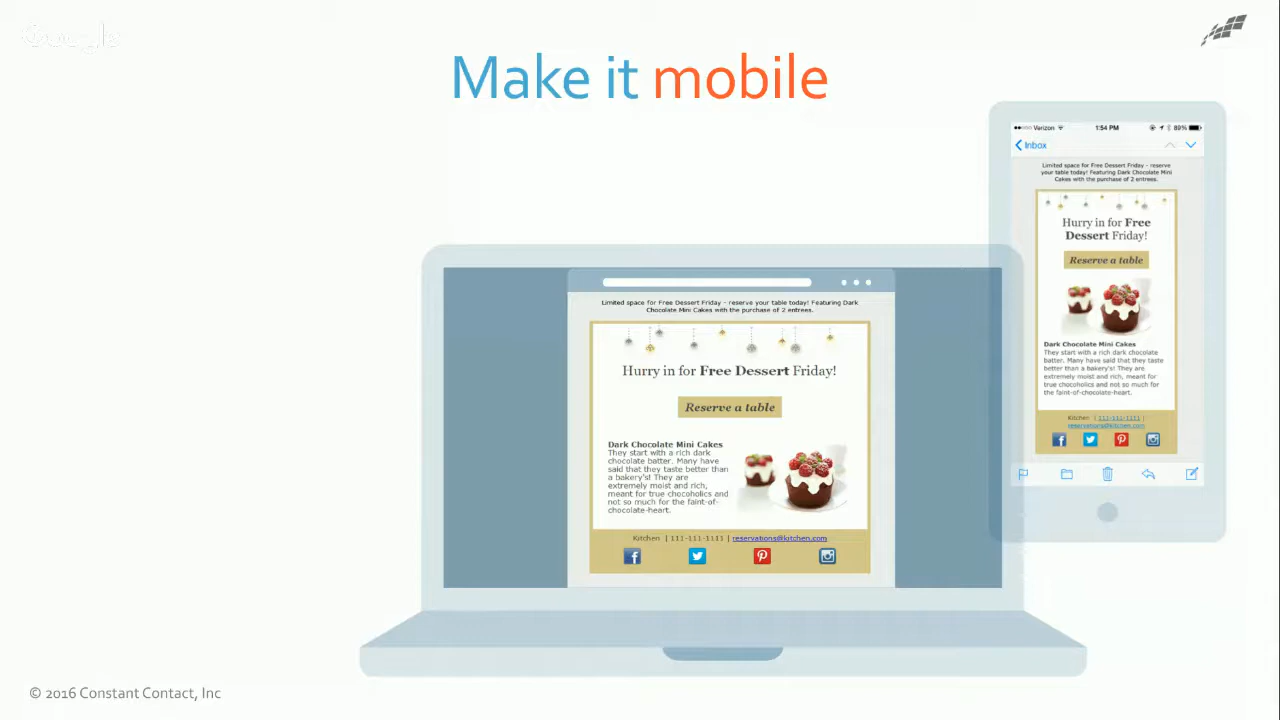 Google
Make it mobile
Verizon 1:54 PM 89%
Inbox
Limited space for Free Dessert Friday - reserve
your table today! Featuring Dark Chocolate Mini
Cakes with the purchase of 2 entrees.
Hurry in for Free
Dessert Friday!
Reserve a table
Dark Chocolate Mini Cakes
They start with a rich dark chocolate
batter. Many have said that they taste
better than a bakery's! They are
extremely moist and rich, meant for
true chocoholics and not so much for
the faint-of-chocolate-heart.
Kitchen | 111-111-1111 |
reservations@kitchen.com
Limited space for Free Dessert Friday - reserve your table today! Featuring Dark
Chocolate Mini Cakes with the purchase of 2 entrees.
Hurry in for Free Dessert Friday!
Reserve a table
Dark Chocolate Mini Cakes
They start with a rich dark
chocolate batter. Many have
said that they taste better than
a bakery's! They are
extremely moist and rich,
meant for true chocoholics and
not so much for the faint-of-
chocolate-heart.
Kitchen | 111-111-1111 | reservations@kitchen.com
© 2016 Constant Contact, Inc